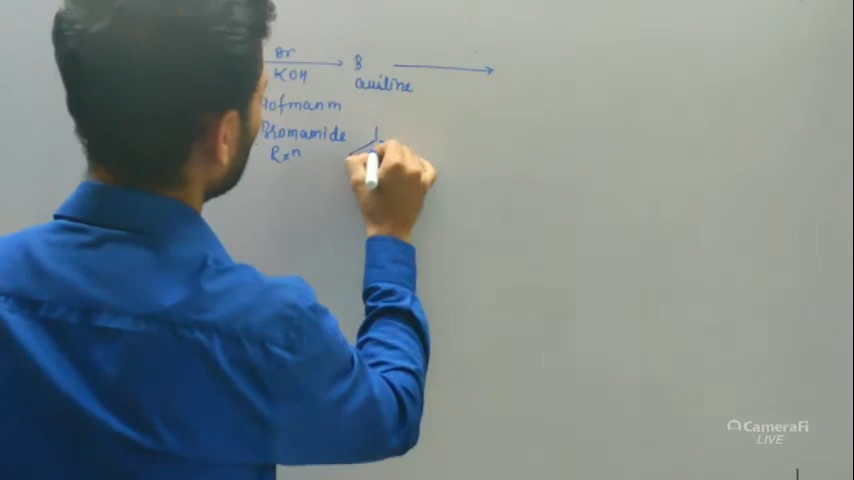 Br
KOH
B
aniline
Hofmann
Bromamide
Rxn
CameraFi
LIVE